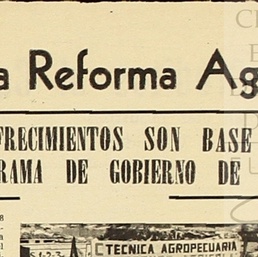 a Reforma Ag
FRECIMIENTOS SON BASE
RAMA DE GOBIERNO DE
TECNICA AGROPECUARIA